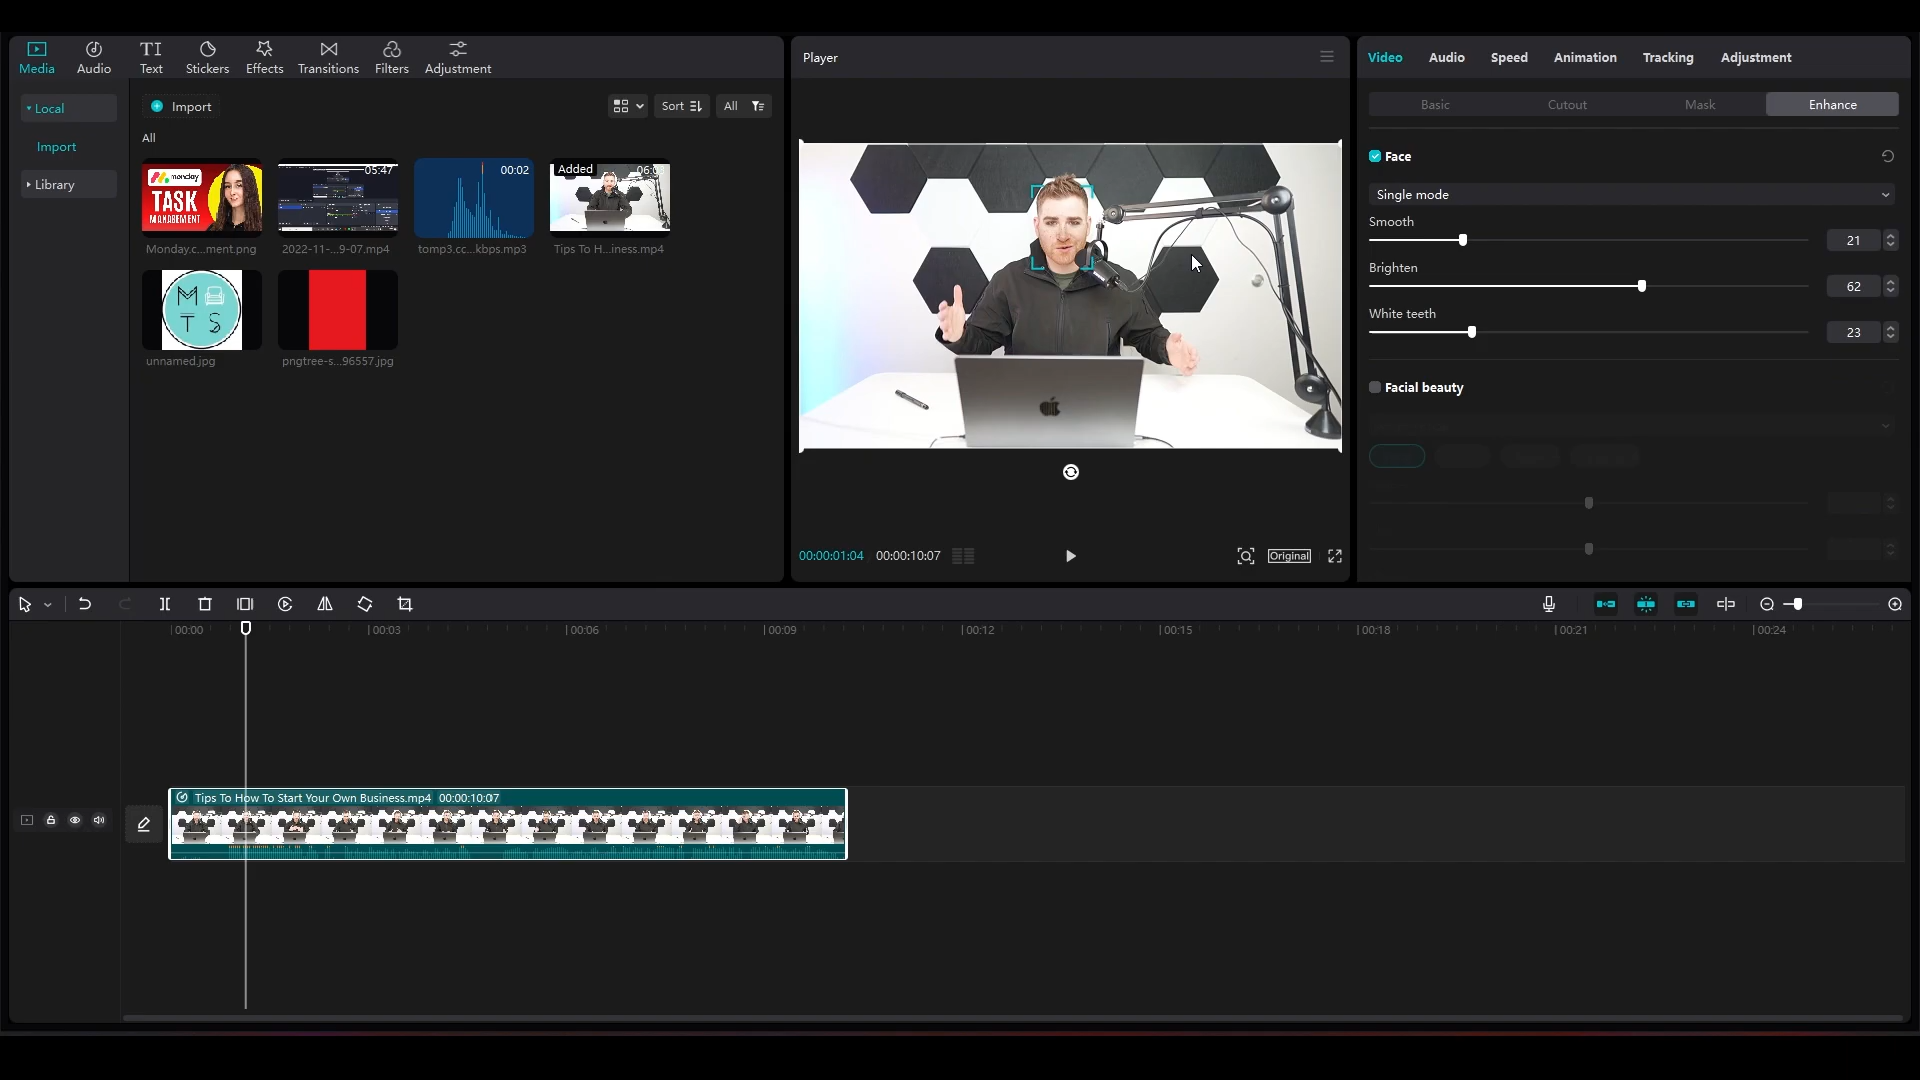 Media
Audio
TI
Text
Stickers
Effects
Transitions
Filters
Adjustment
Local
Import
Library
Import
Sort
All
All
monday
TASK
MANAGEMENT
Monday.c...ment.png
05:47
2022-11-...9-07.mp4
00:02
tomp3.cc...kbps.mp3
Added
Tips To H...iness.mp4
M
T S
unnamed.jpg
pngtree-s...96557.jpg
Player
00:00:01:04
00:00:10:07
Original
Video
Audio
Speed
Animation
Tracking
Adjustment
Basic
Cutout
Mask
Enhance
Face
Single mode
Smooth
21
Brighten
62
White teeth
23
Facial beauty
00:00
00:03
00:06
00:09
00:12
00:15
00:18
00:21
00:24
Tips To How To Start Your Own Business.mp4 00:00:10:07